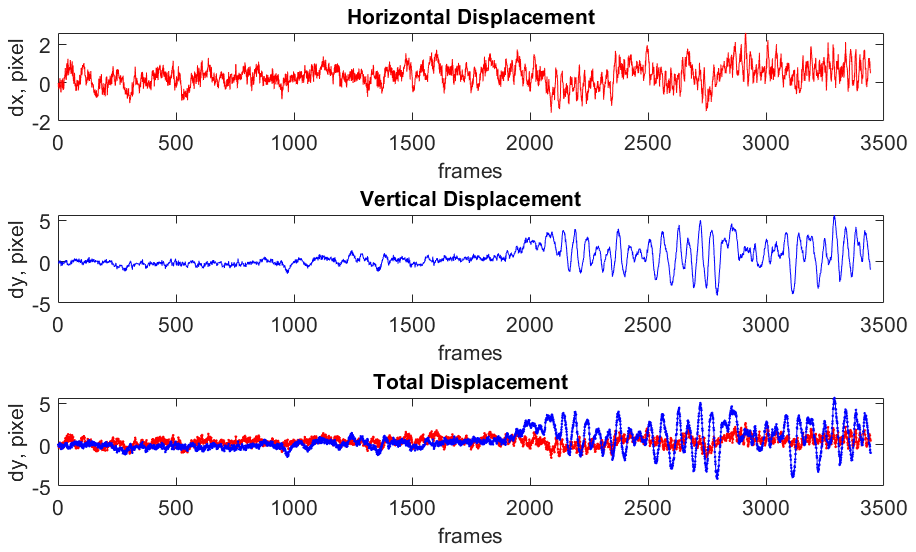 Horizontal Displacement
dx, pixel
2
0
-2
0 500 1000 1500 2000 2500 3000 3500
frames
Vertical Displacement
dy, pixel
5
0
-5
0 500 1000 1500 2000 2500 3000 3500
frames
Total Displacement
dy, pixel
5
0
-5
0 500 1000 1500 2000 2500 3000 3500
frames